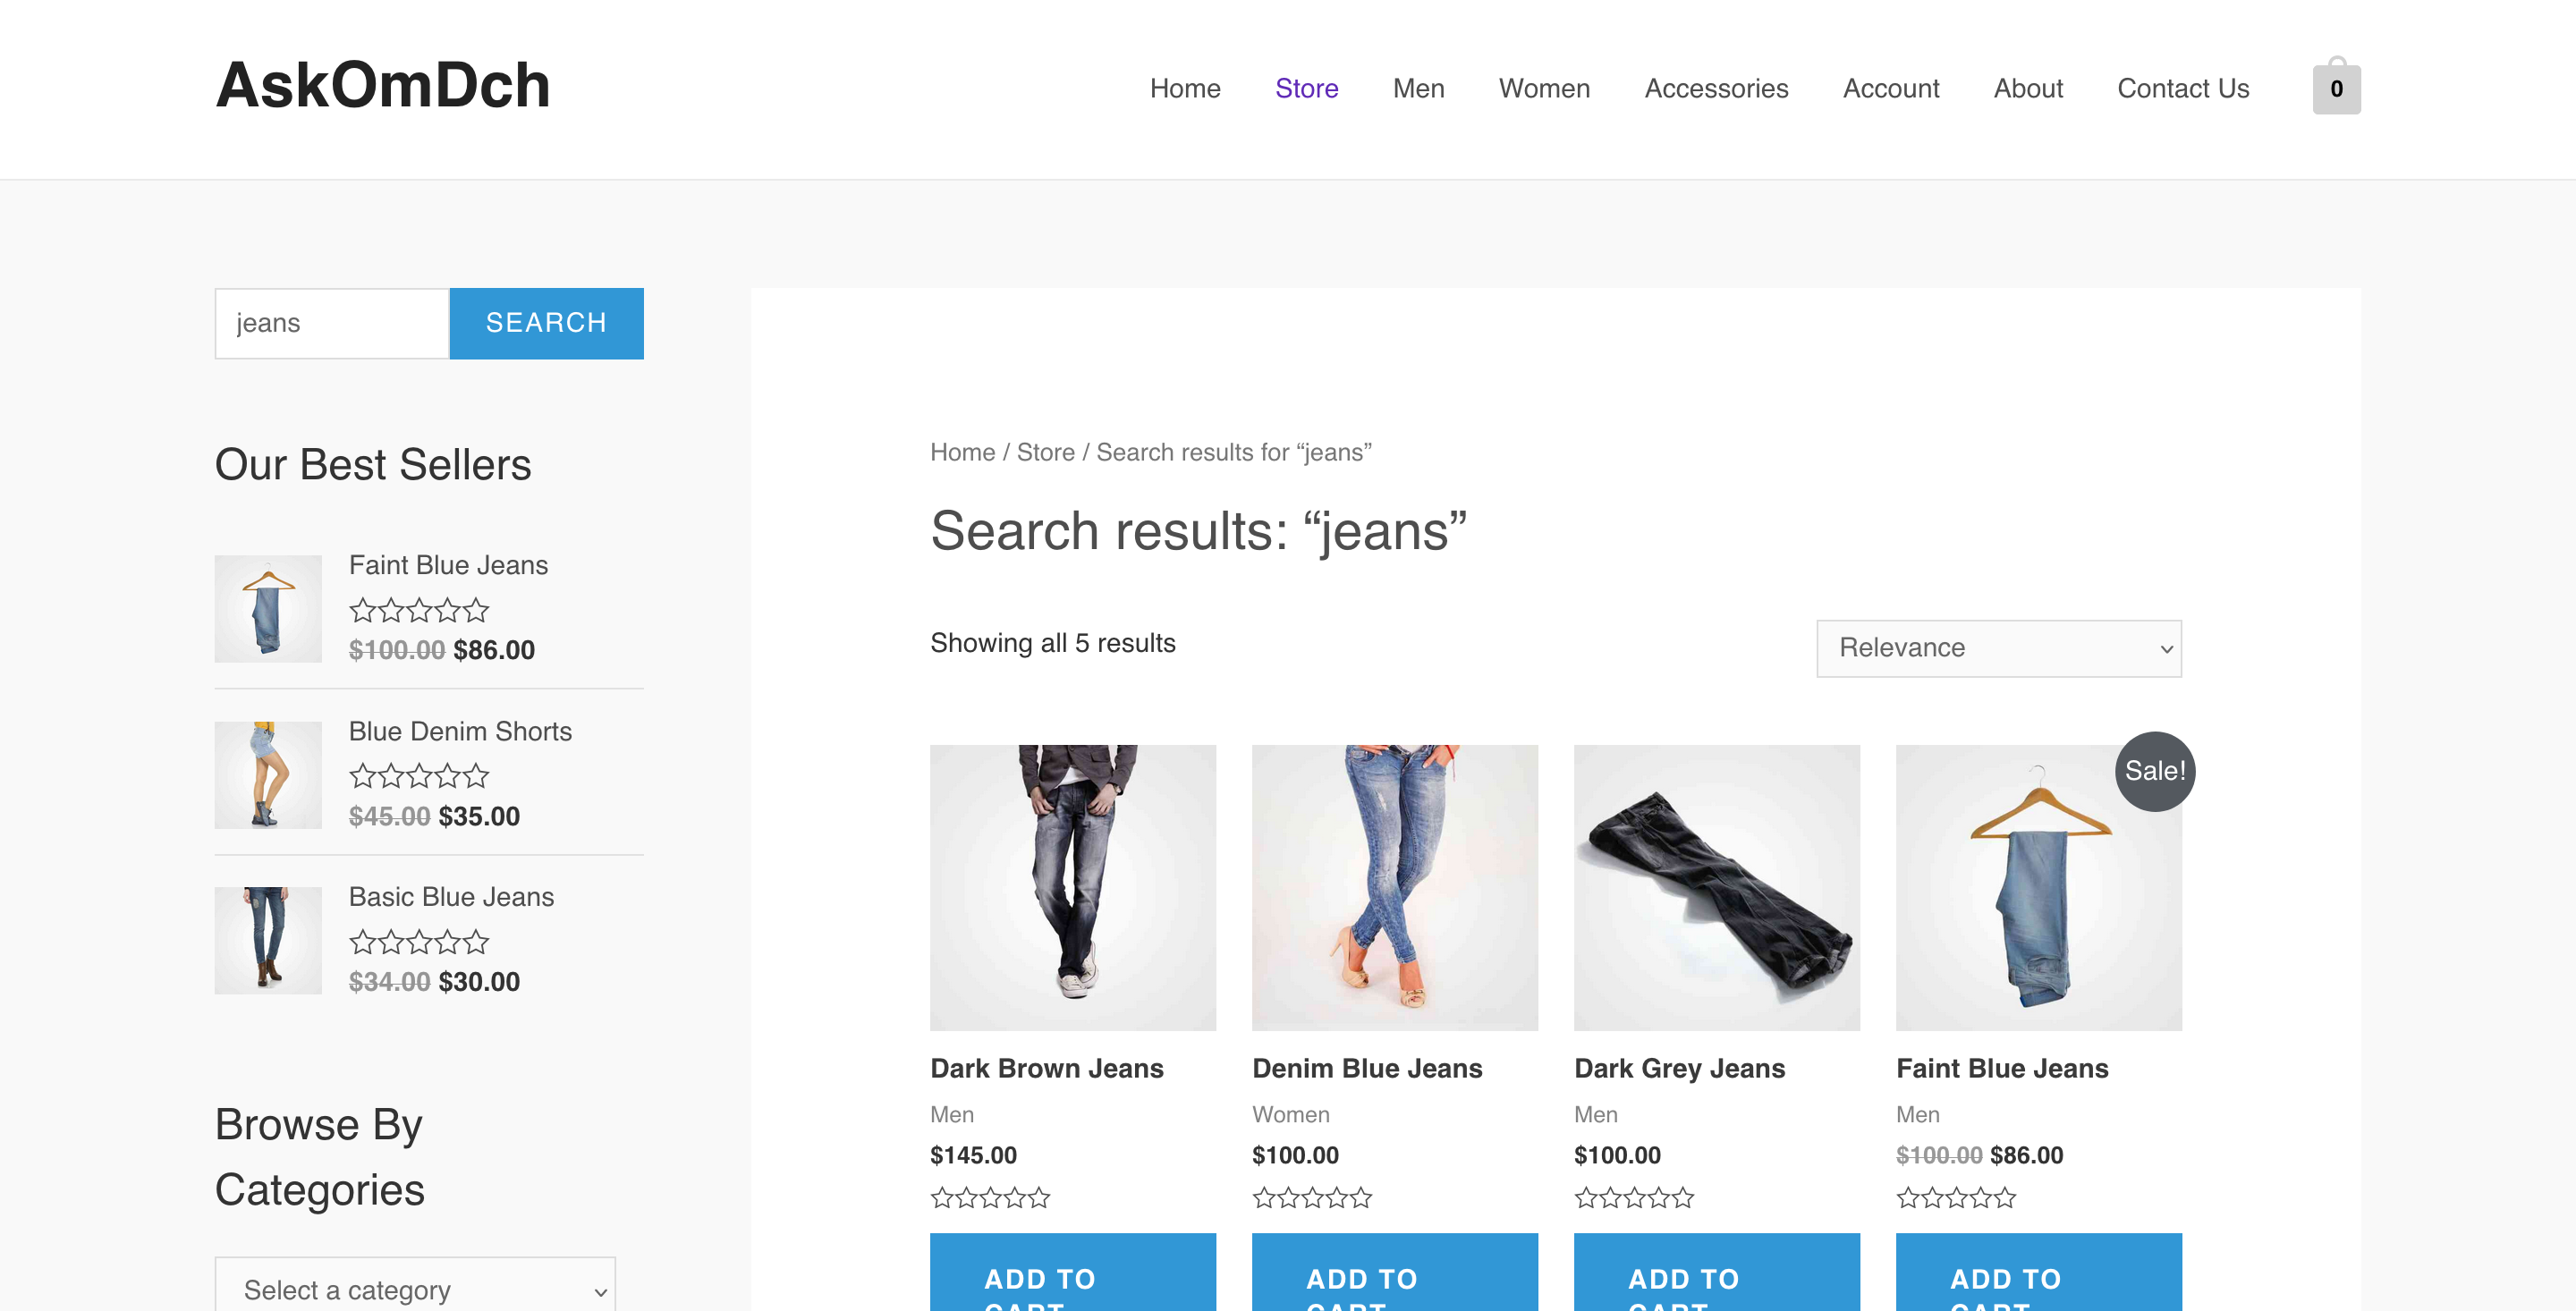 AskOmDch
Home Store Men Women Accessories Account About Contact Us 0
jeans SEARCH
Our Best Sellers
Faint Blue Jeans
$100.00 $86.00
Blue Denim Shorts
$45.00 $35.00
Basic Blue Jeans
$34.00 $30.00
Browse By
Categories
Select a category
Home / Store / Search results for “jeans”
Search results: “jeans”
Showing all 5 results
Relevance
Sale!
Dark Brown Jeans
Men
$145.00
ADD TO
CART
Denim Blue Jeans
Women
$100.00
ADD TO
CART
Dark Grey Jeans
Men
$100.00
ADD TO
CART
Faint Blue Jeans
Men
$100.00 $86.00
ADD TO
CART